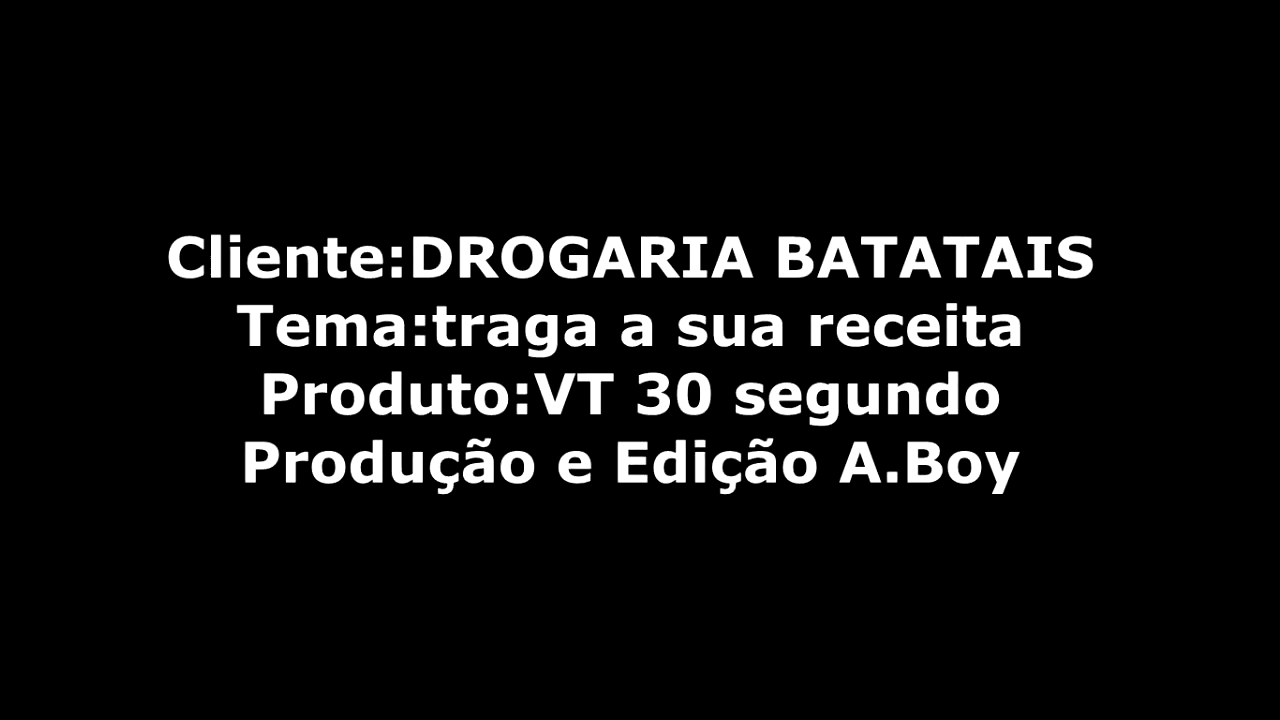 Cliente:DROGARIA BATATAIS
Tema:traga a sua receita
Produto:VT 30 segundo
Produção e Edição A.Boy